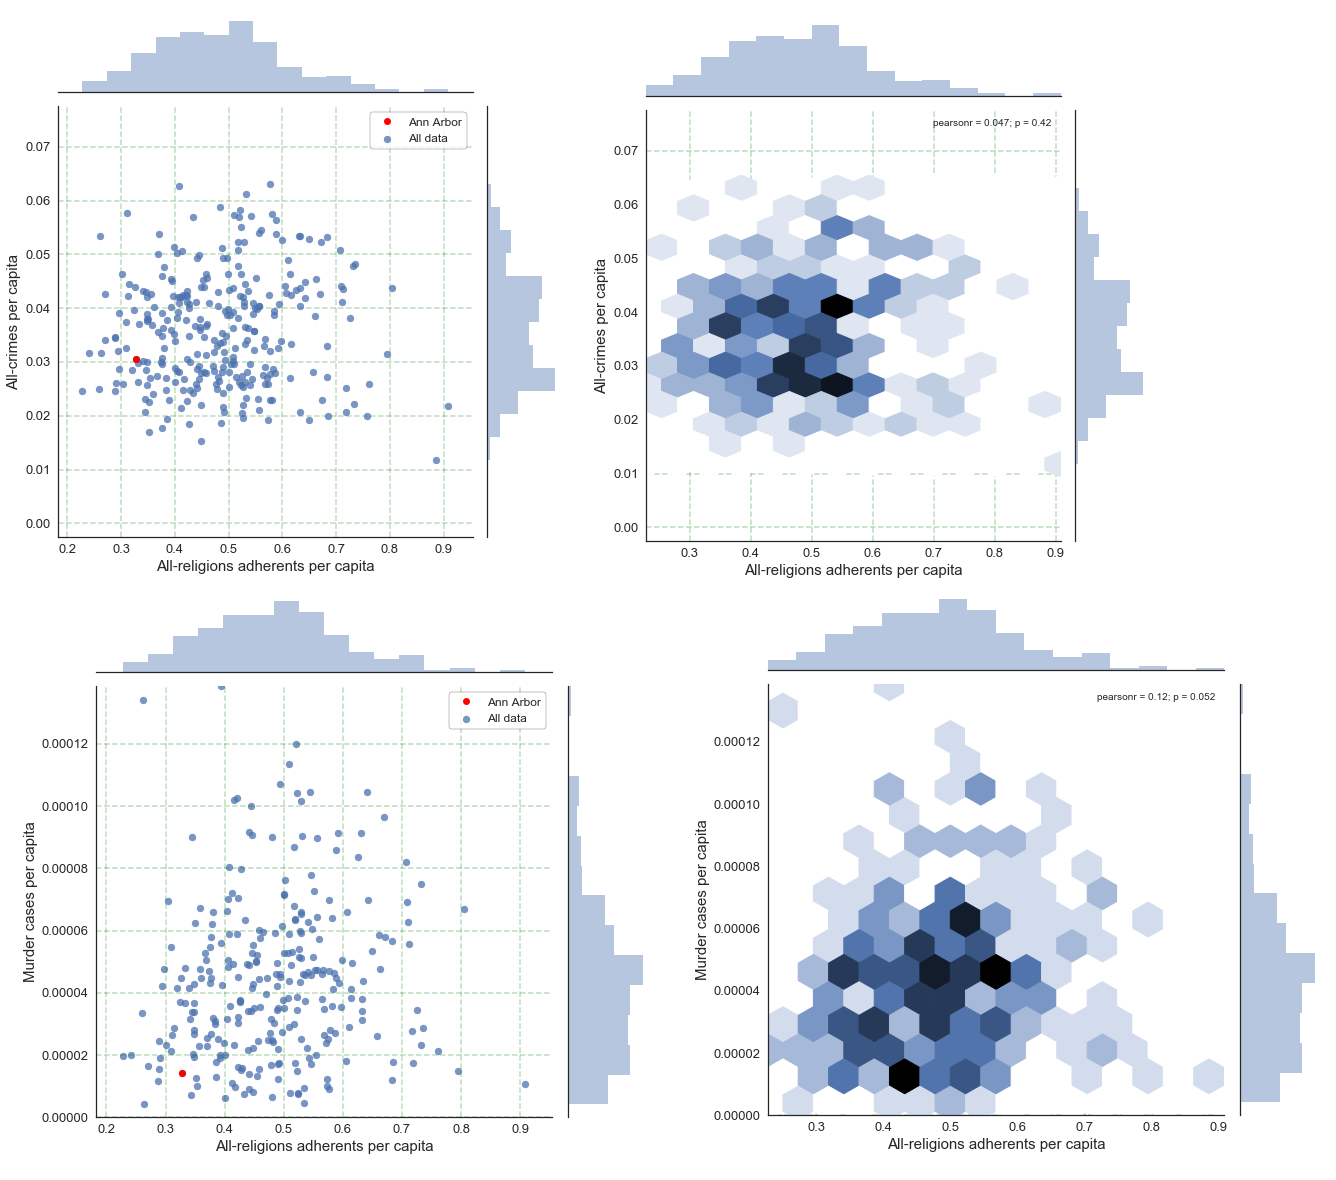 Ann Arbor
All data
0.07
0.06
0.05
0.04
0.03
0.02
0.01
0.00
All-crimes per capita
0.2 0.3 0.4 0.5 0.6 0.7 0.8 0.9
All-religions adherents per capita
pearsonr = 0.047; p = 0.42
0.07
0.06
0.05
0.04
0.03
0.02
0.01
0.00
All-crimes per capita
0.3 0.4 0.5 0.6 0.7 0.8 0.9
All-religions adherents per capita
Ann Arbor
All data
0.00012
0.00010
0.00008
0.00006
0.00004
0.00002
0.00000
Murder cases per capita
0.2 0.3 0.4 0.5 0.6 0.7 0.8 0.9
All-religions adherents per capita
pearsonr = 0.12; p = 0.052
0.00012
0.00010
0.00008
0.00006
0.00004
0.00002
0.00000
Murder cases per capita
0.3 0.4 0.5 0.6 0.7 0.8 0.9
All-religions adherents per capita